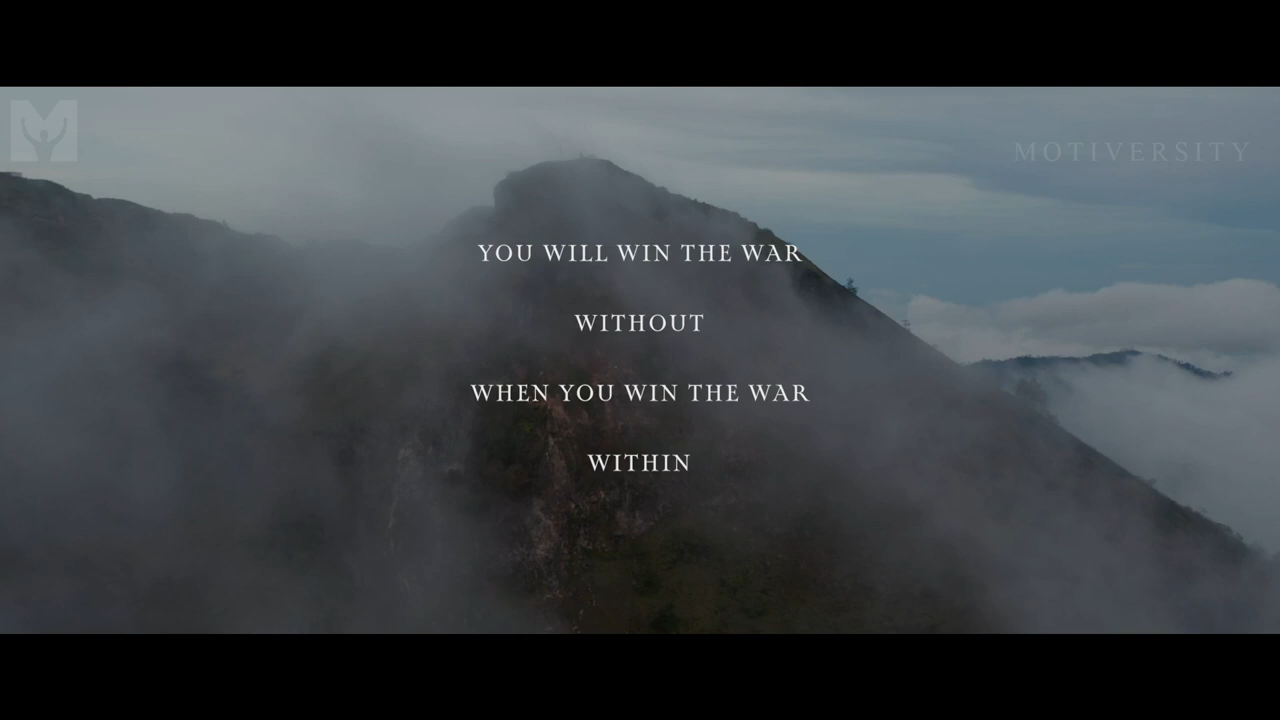 MOTIVERSITY
YOU WILL WIN THE WAR
WITHOUT
WHEN YOU WIN THE WAR
WITHIN